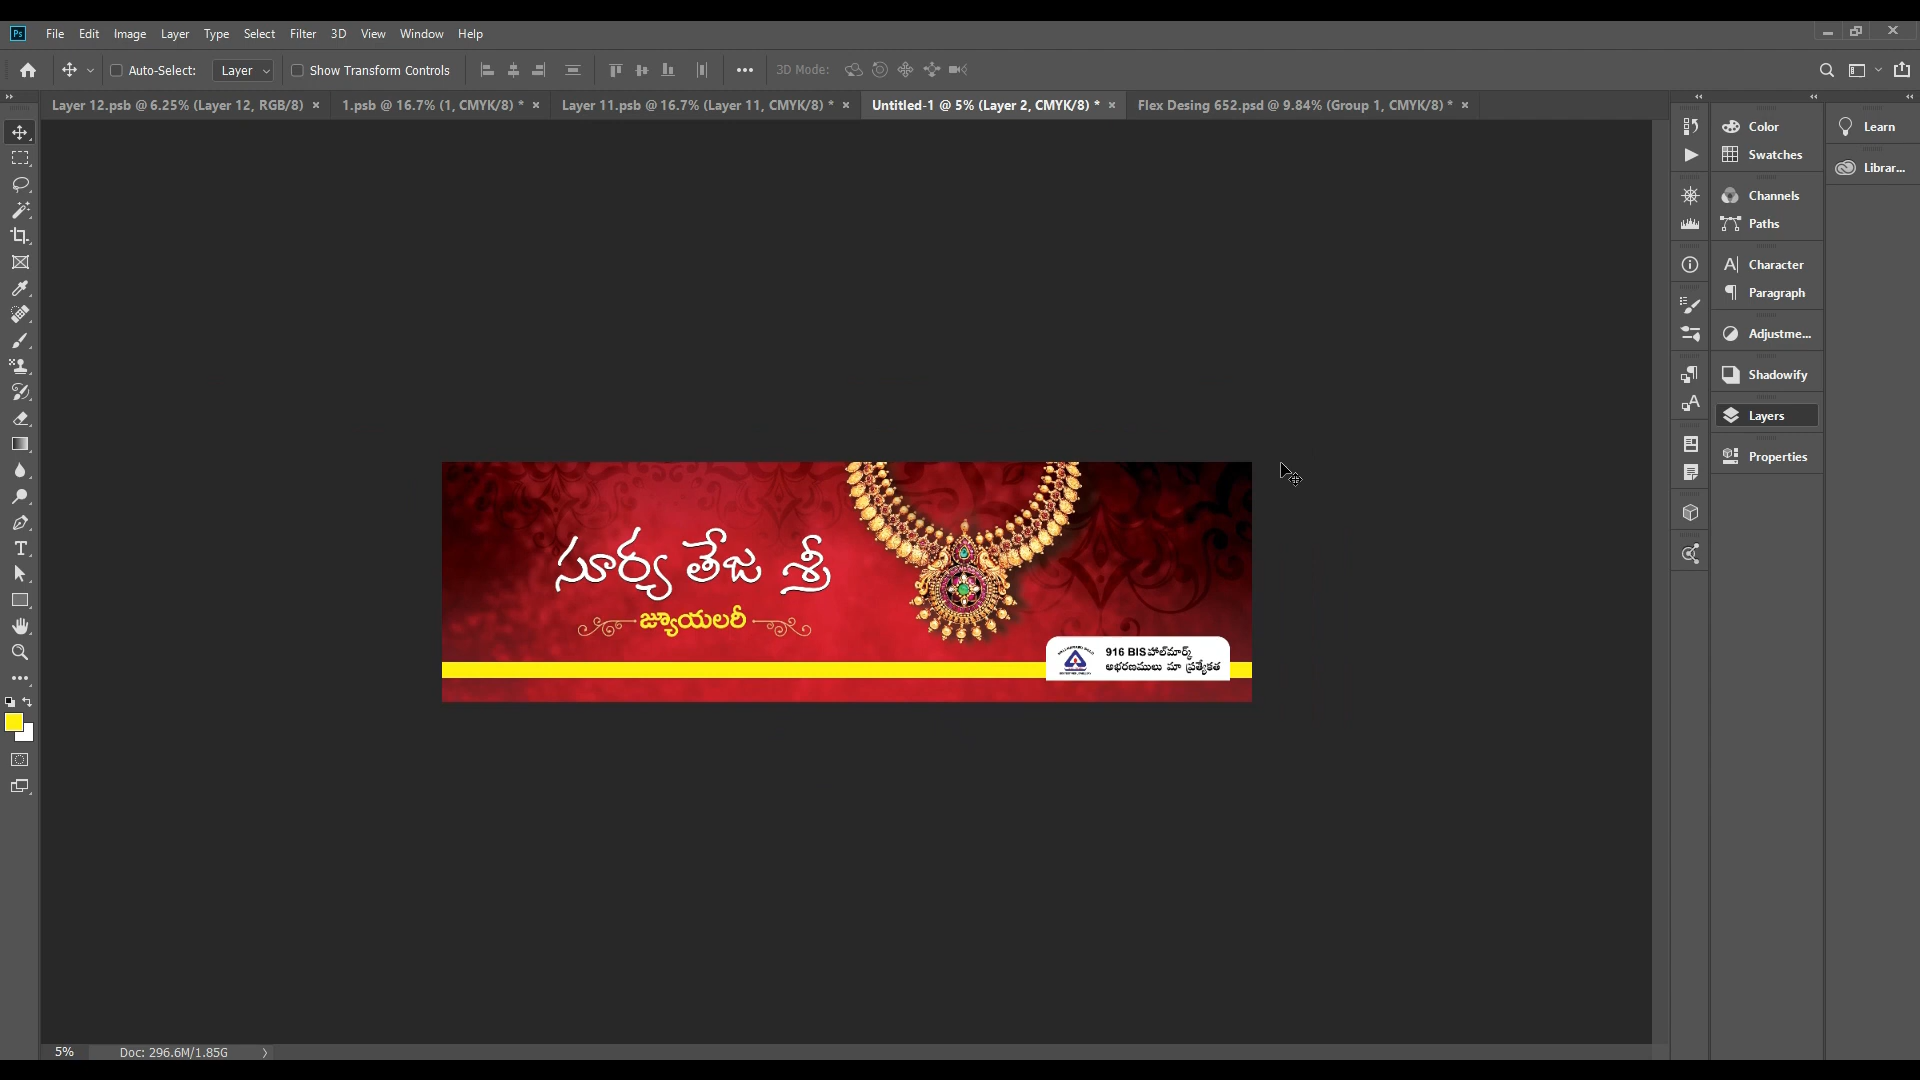 Ps File Edit Image Layer Type Select Filter 3D View Window Help
Auto-Select: Layer Show Transform Controls 3D Mode:
Layer 12.psb @ 6.25% (Layer 12, RGB/8) × 1.psb @ 16.7% (1, CMYK/8) * × Layer 11.psb @ 16.7% (Layer 11, CMYK/8) * × Untitled-1 @ 5% (Layer 2, CMYK/8) * × Flex Desing 652.psd @ 9.84% (Group 1, CMYK/8) * ×
Color
Swatches
Channels
Paths
Character
Paragraph
Adjustme...
Shadowify
Layers
Properties
Learn
Librar...
సూర్య తేజ శ్రీ
జ్యూయలరీ
916 BIS హాల్‌మార్క్
అభరణములు మా ప్రత్యేకత
5% Doc: 296.6M/1.85G